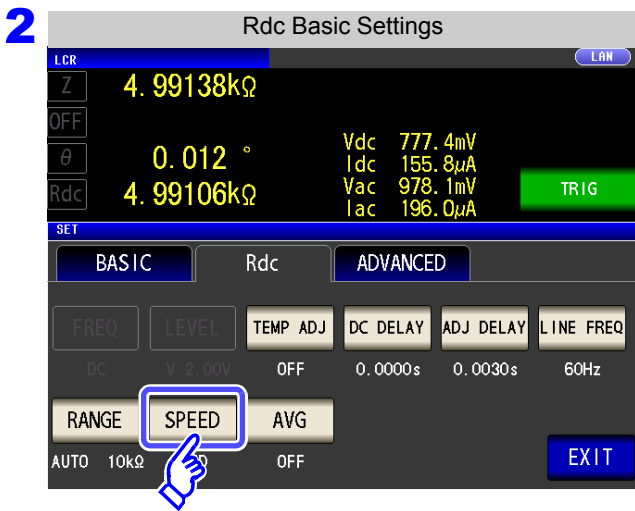 2
Rdc Basic Settings
LCR
LAN
Z 4.99138kΩ
OFF
Vdc 777.4mV
θ 0.012 ° Idc 155.8μA
Vac 978.1mV
Rdc 4.99106kΩ TRIG
Iac 196.0μA
SET
BASIC Rdc ADVANCED
FREQ LEVEL TEMP ADJ DC DELAY ADJ DELAY LINE FREQ
DC V 2.00V OFF 0.0000s 0.0030s 60Hz
RANGE SPEED AVG
AUTO 10kΩ OFF
EXIT